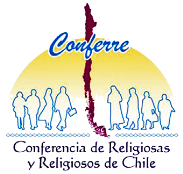 Conferre
Conferencia de Religiosas
y Religiosos de Chile